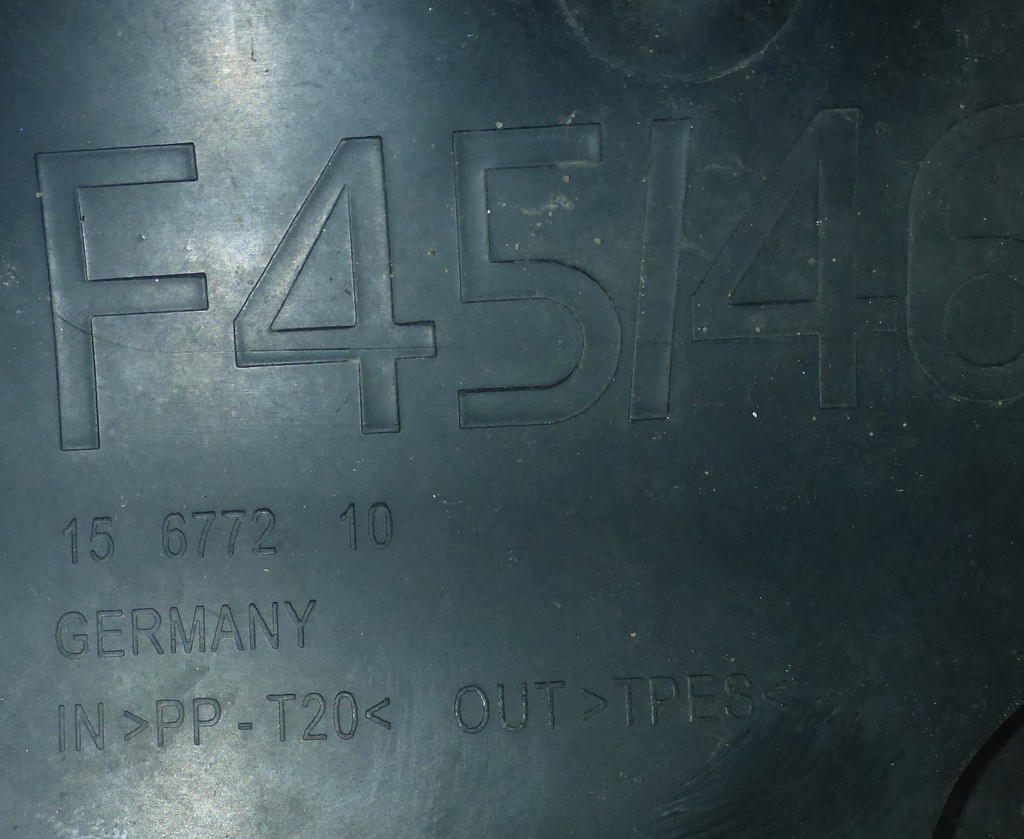 F45/46
15 6772 10
GERMANY
IN >PP-T20< OUT >TPES<